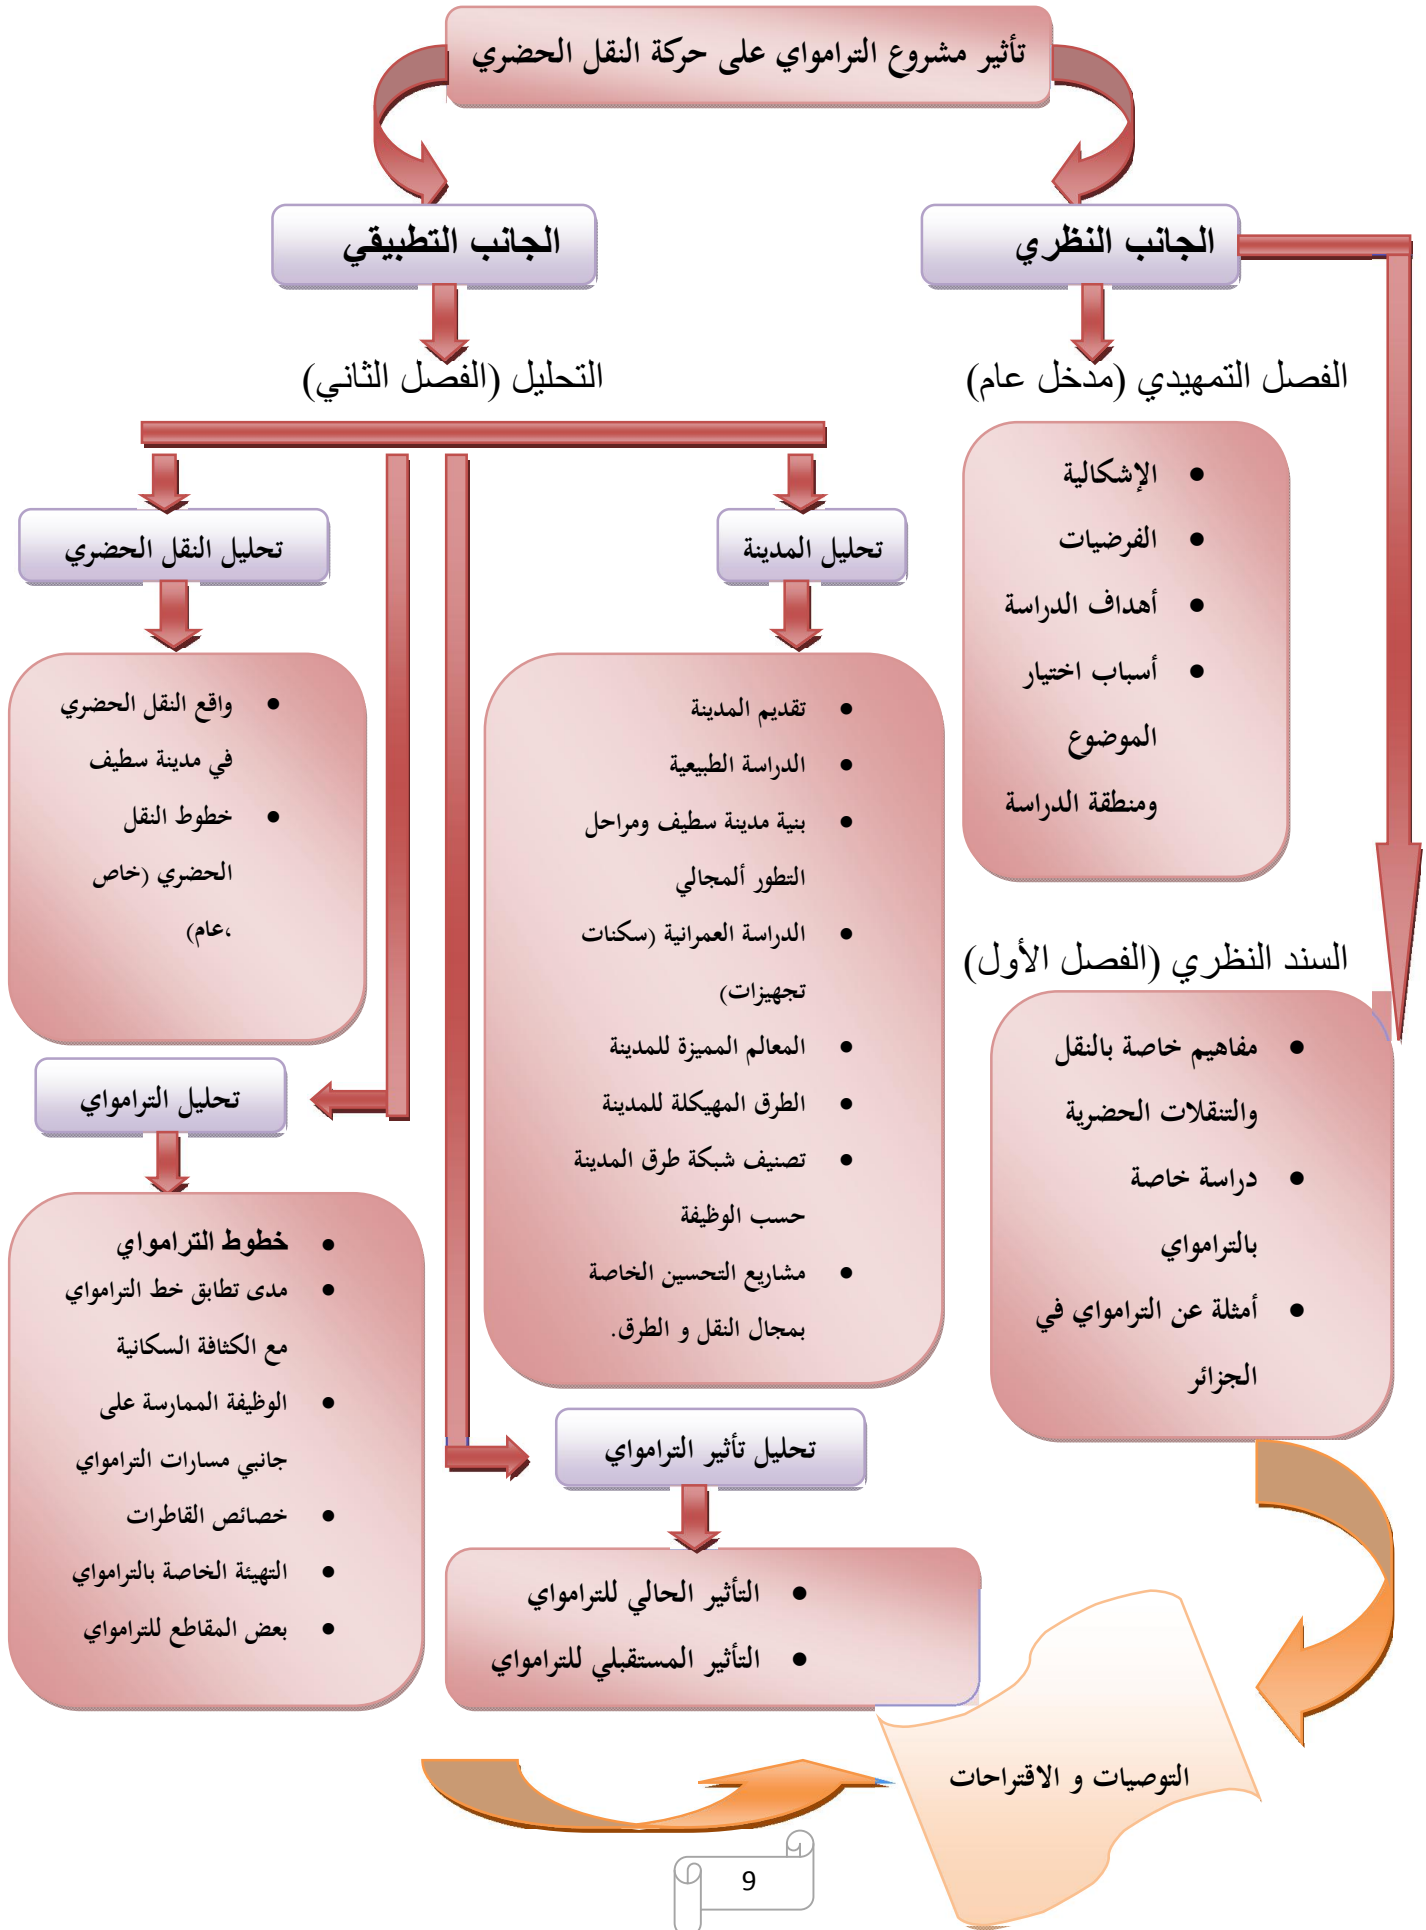 تأثير مشروع الترامواي على حركة النقل الحضري
الجانب النظري
الجانب التطبيقي
الفصل التمهيدي (مدخل عام)
• الإشكالية
• الفرضيات
• أهداف الدراسة
• أسباب اختيار
الموضوع
ومنطقة الدراسة
السند النظري (الفصل الأول)
• مفاهيم خاصة بالنقل
والتنقلات الحضرية
• دراسة خاصة
بالترامواي
• أمثلة عن الترامواي في
الجزائر
التحليل (الفصل الثاني)
تحليل المدينة
• تقديم المدينة
• الدراسة الطبيعية
• بنية مدينة سطيف ومراحل
التطور ألمجالي
• الدراسة العمرانية (سكنات
تجهيزات)
• المعالم المميزة للمدينة
• الطرق المهيكلة للمدينة
• تصنيف شبكة طرق المدينة
حسب الوظيفة
• مشاريع التحسين الخاصة
بمجال النقل و الطرق.
تحليل النقل الحضري
• واقع النقل الحضري
في مدينة سطيف
• خطوط النقل
الحضري (خاص
،عام)
تحليل الترامواي
• خطوط الترامواي
• مدى تطابق خط الترامواي
مع الكثافة السكانية
• الوظيفة الممارسة على
جانبي مسارات الترامواي
• خصائص القاطرات
• التهيئة الخاصة بالترامواي
• بعض المقاطع للترامواي
تحليل تأثير الترامواي
• التأثير الحالي للترامواي
• التأثير المستقبلي للترامواي
التوصيات و الاقتراحات
9